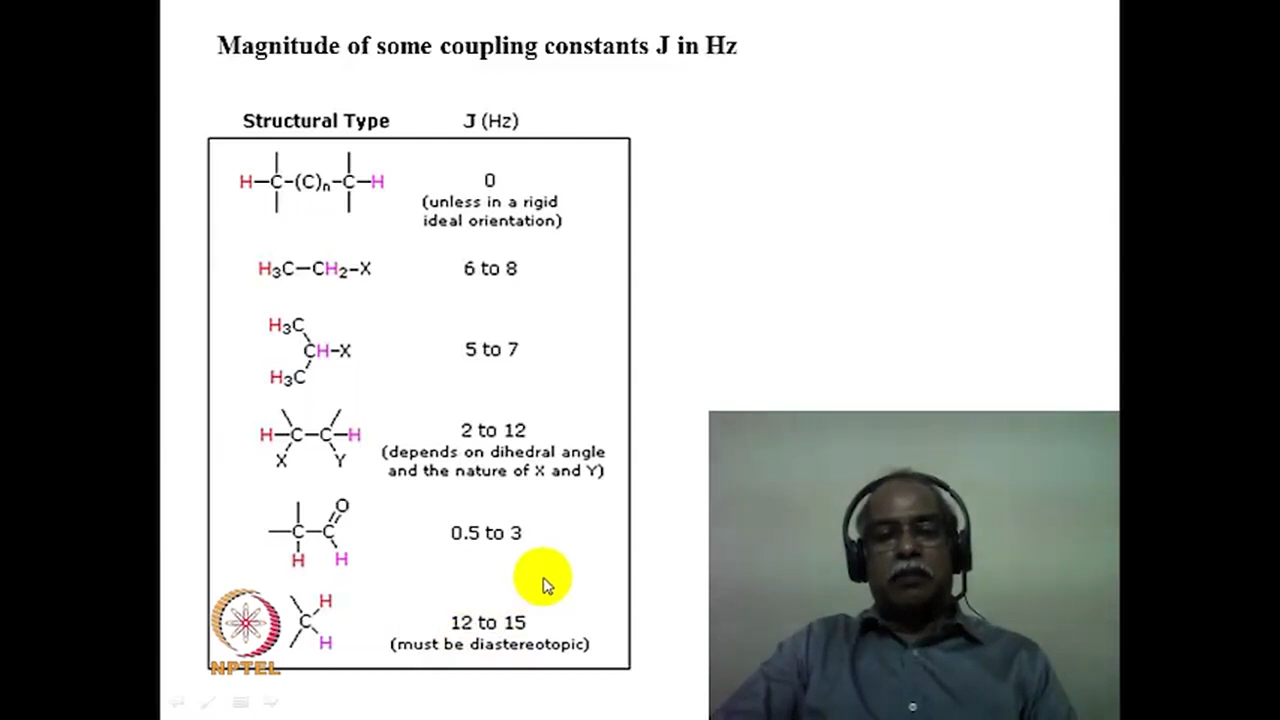 Magnitude of some coupling constants J in Hz
Structural Type J (Hz)
H-C-(C)n-C-H 0
(unless in a rigid
ideal orientation)
H3C-CH2-X 6 to 8
H3C
CH-X 5 to 7
H3C
H-C-C-H 2 to 12
X Y (depends on dihedral angle
and the nature of X and Y)
O
C-C 0.5 to 3
H H
H
C 12 to 15
H (must be diastereotopic)
NPTEL